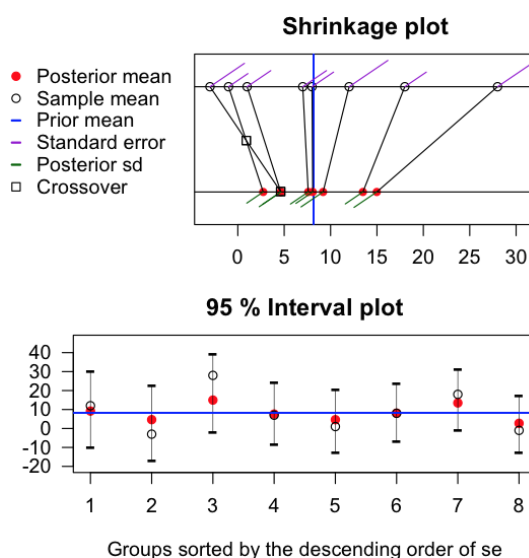 Shrinkage plot
Posterior mean
Sample mean
Prior mean
Standard error
Posterior sd
Crossover
0 5 10 15 20 25 30
95 % Interval plot
40
30
20
10
0
-10
-20
1 2 3 4 5 6 7 8
Groups sorted by the descending order of se